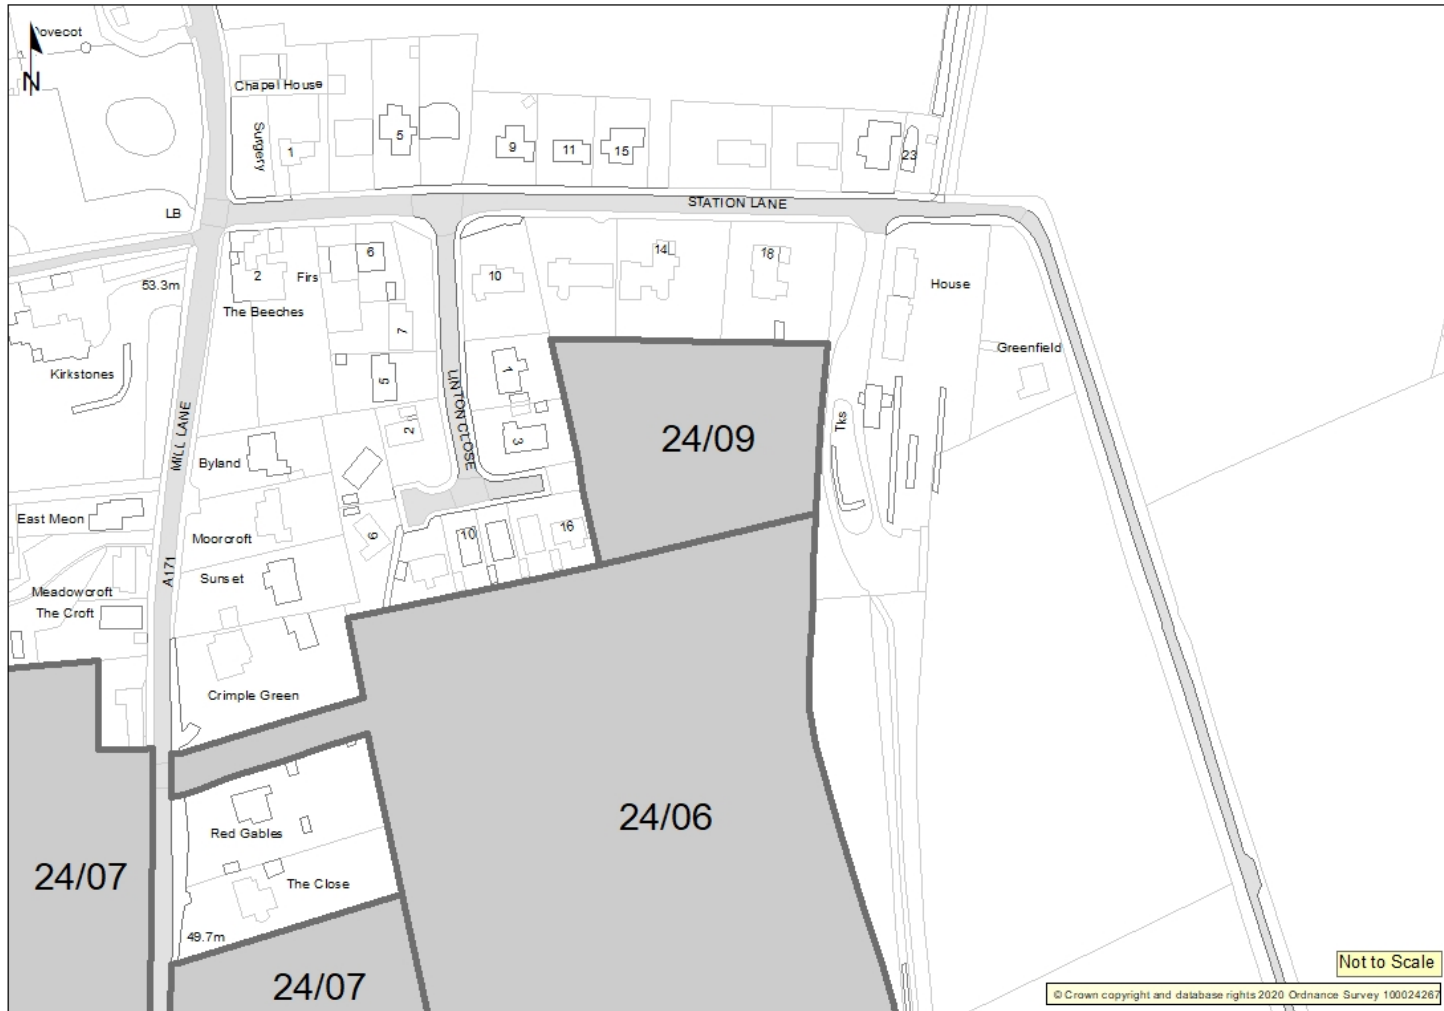 ovecot
N
Chapel House
Surgery
1
5
9
11
15
23
STATION LANE
LB
53.3m
2
Firs
6
The Beeches
7
10
14
18
House
Greenfield
Kirkstones
5
1
LINTON CLOSE
2
3
MILL LANE
Byland
24/09
Tks
East Meon
Moorcroft
9
10
16
A171
Sunset
Meadowcroft
The Croft
Crimple Green
24/06
Red Gables
24/07
The Close
49.7m
24/07
Not to Scale
© Crown copyright and database rights 2020 Ordnance Survey 100024267